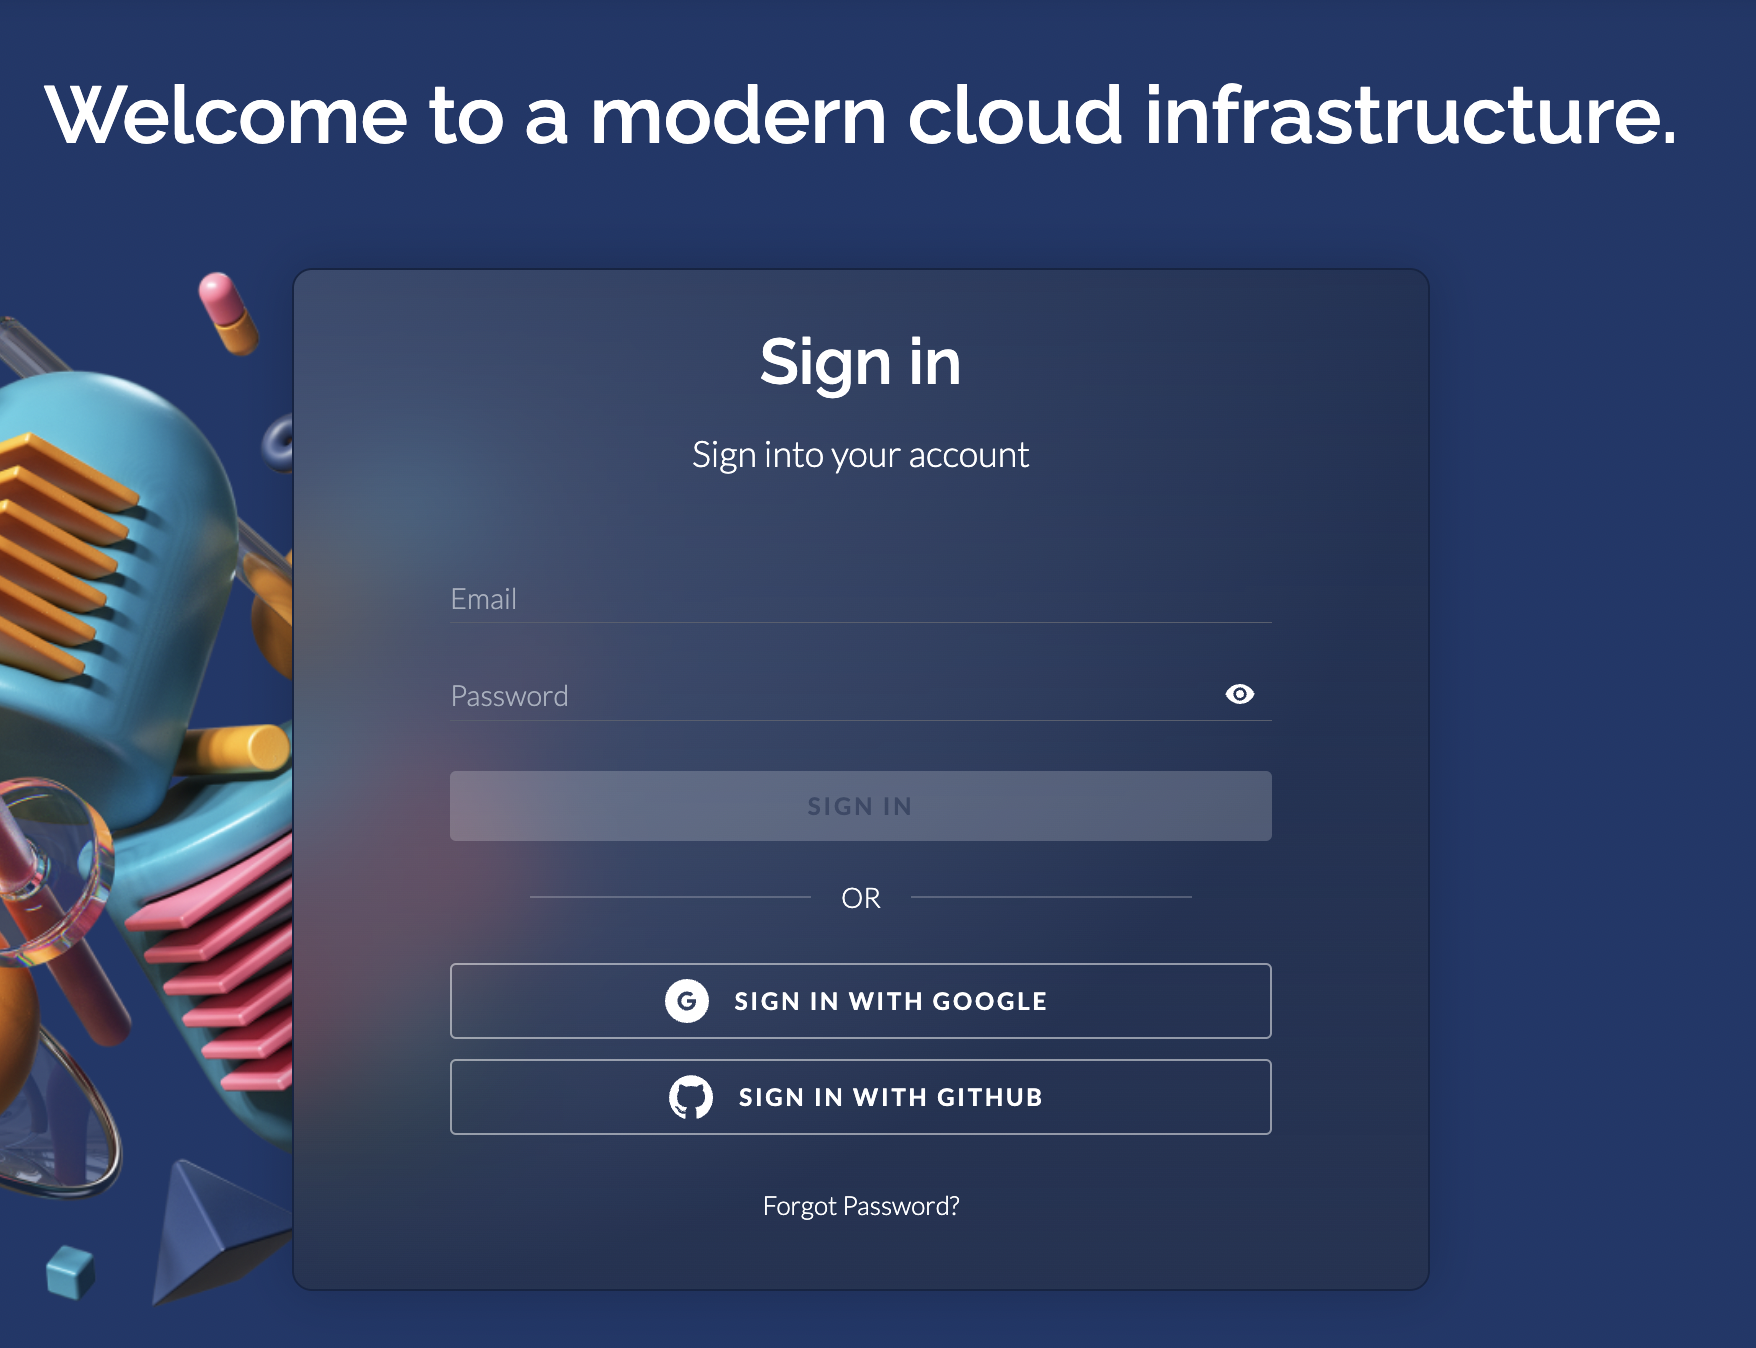 Welcome to a modern cloud infrastructure.
Sign in
Sign into your account
Email
Password
SIGN IN
OR
G SIGN IN WITH GOOGLE
SIGN IN WITH GITHUB
Forgot Password?